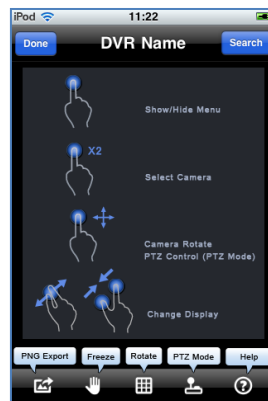 iPod 11:22
Done DVR Name Search
Show/Hide Menu
X2
Select Camera
Camera Rotate
PTZ Control (PTZ Mode)
Change Display
PNG Export Freeze Rotate PTZ Mode Help
?